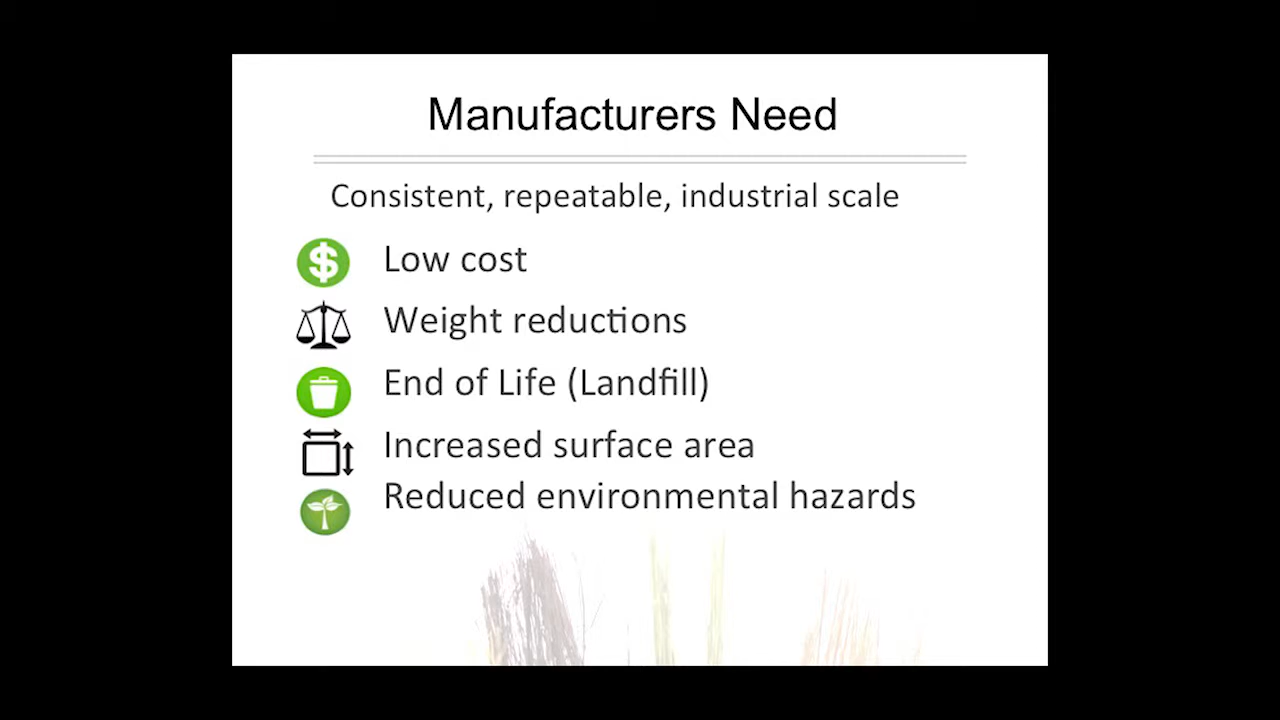 Manufacturers Need
Consistent, repeatable, industrial scale
$
Low cost
Weight reductions
End of Life (Landfill)
Increased surface area
Reduced environmental hazards